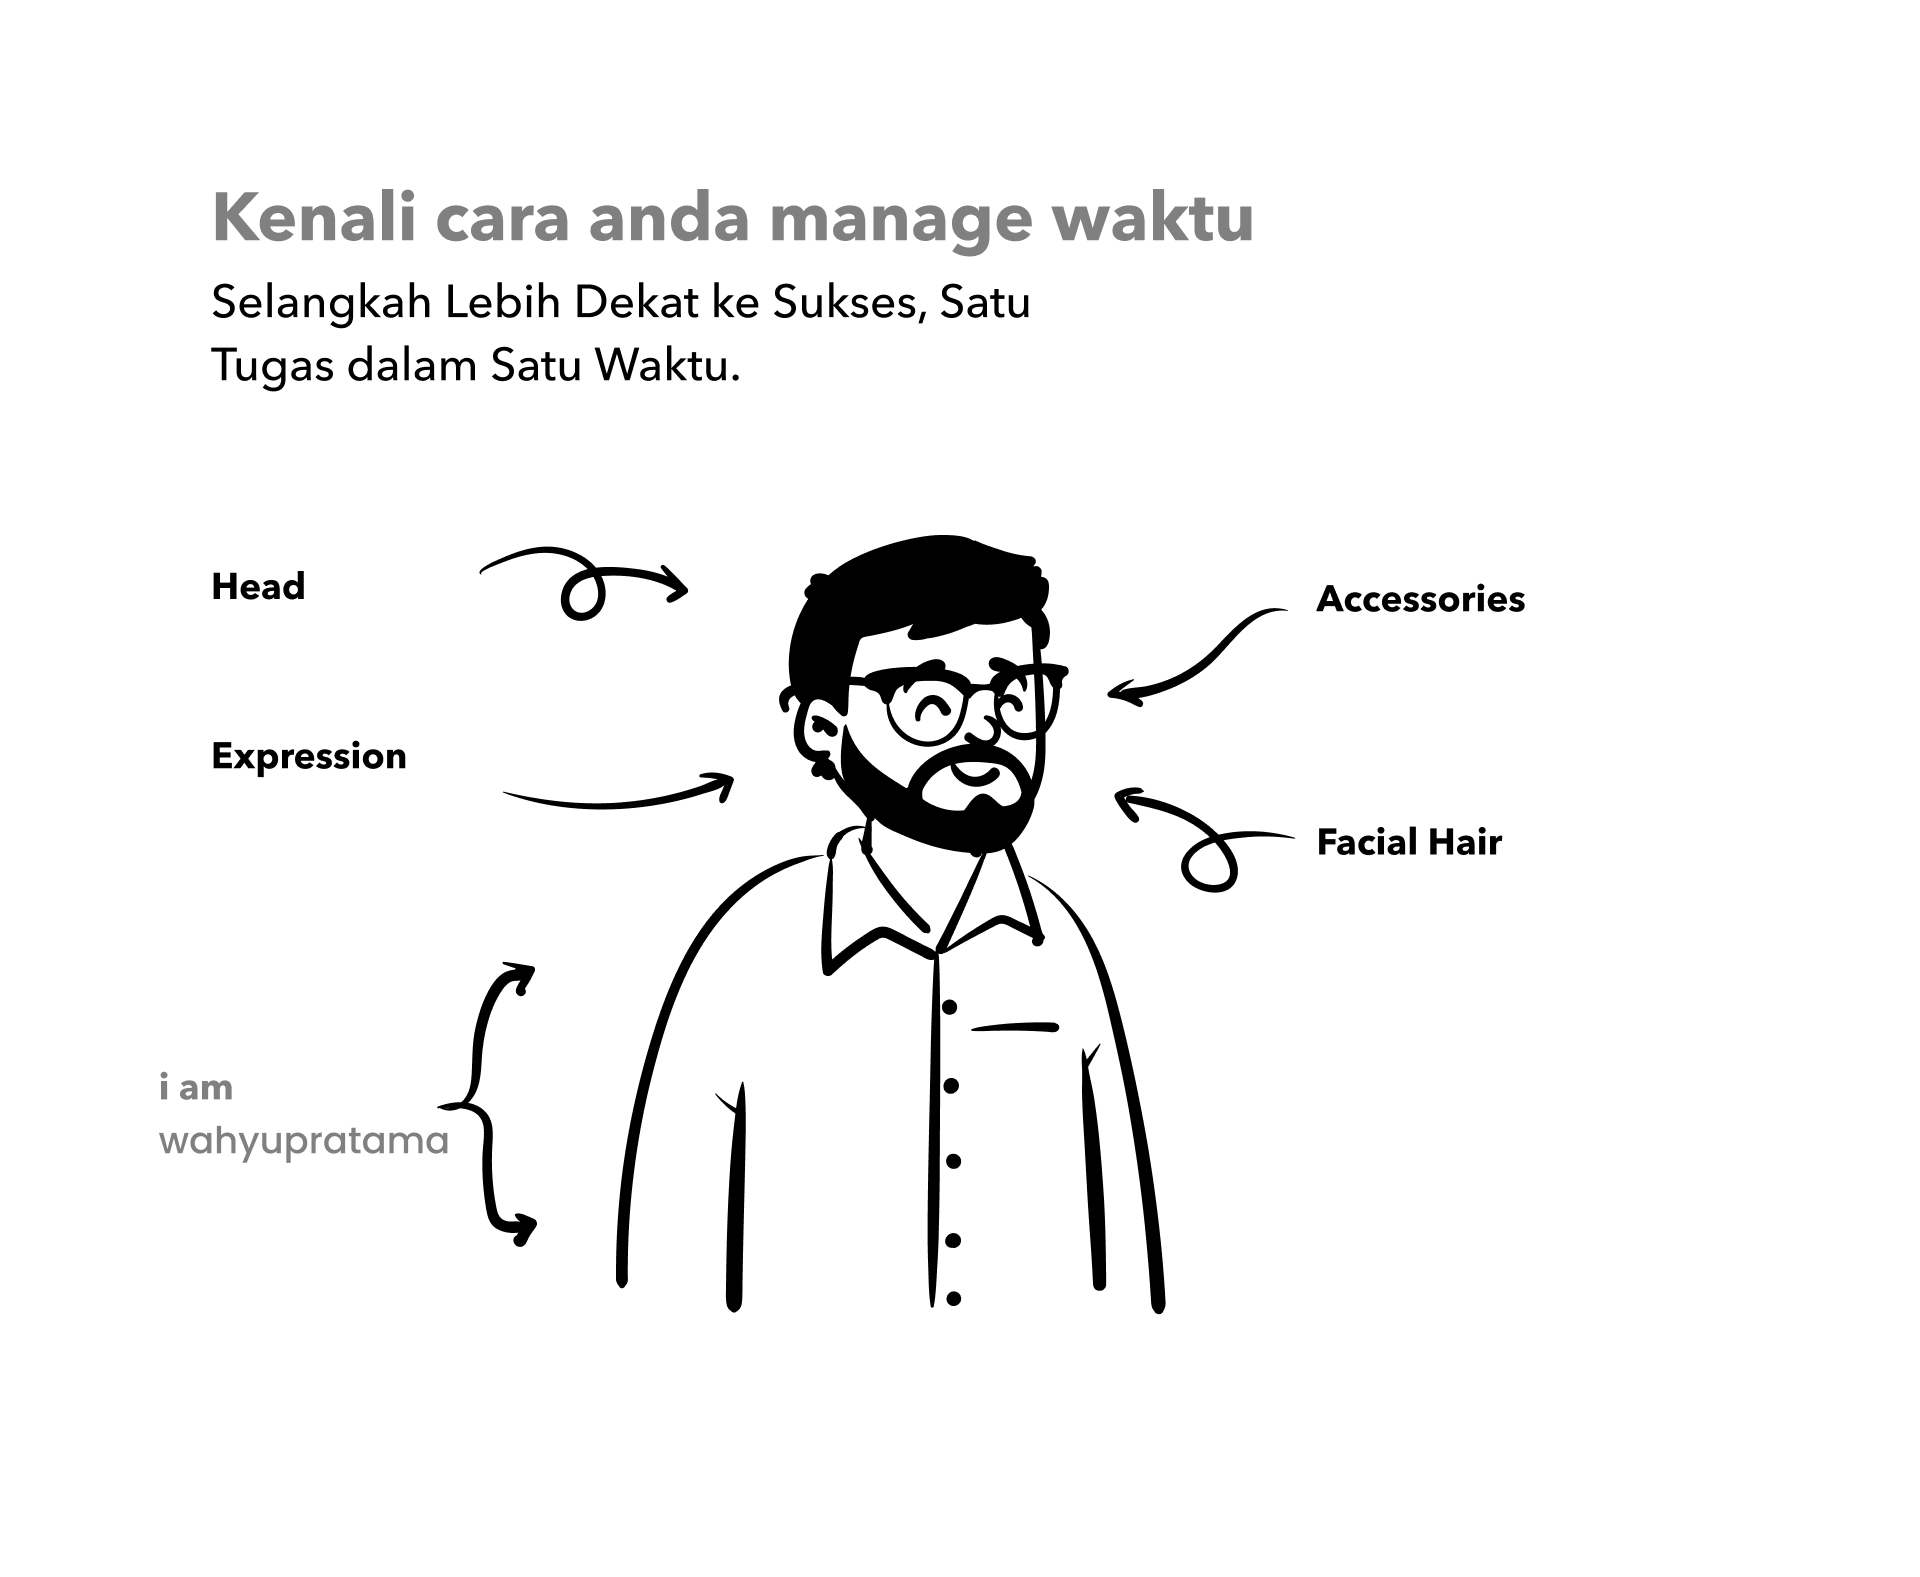 Kenali cara anda manage waktu
Selangkah Lebih Dekat ke Sukses, Satu
Tugas dalam Satu Waktu.
Head
Accessories
Expression
Facial Hair
i am
wahyupratama